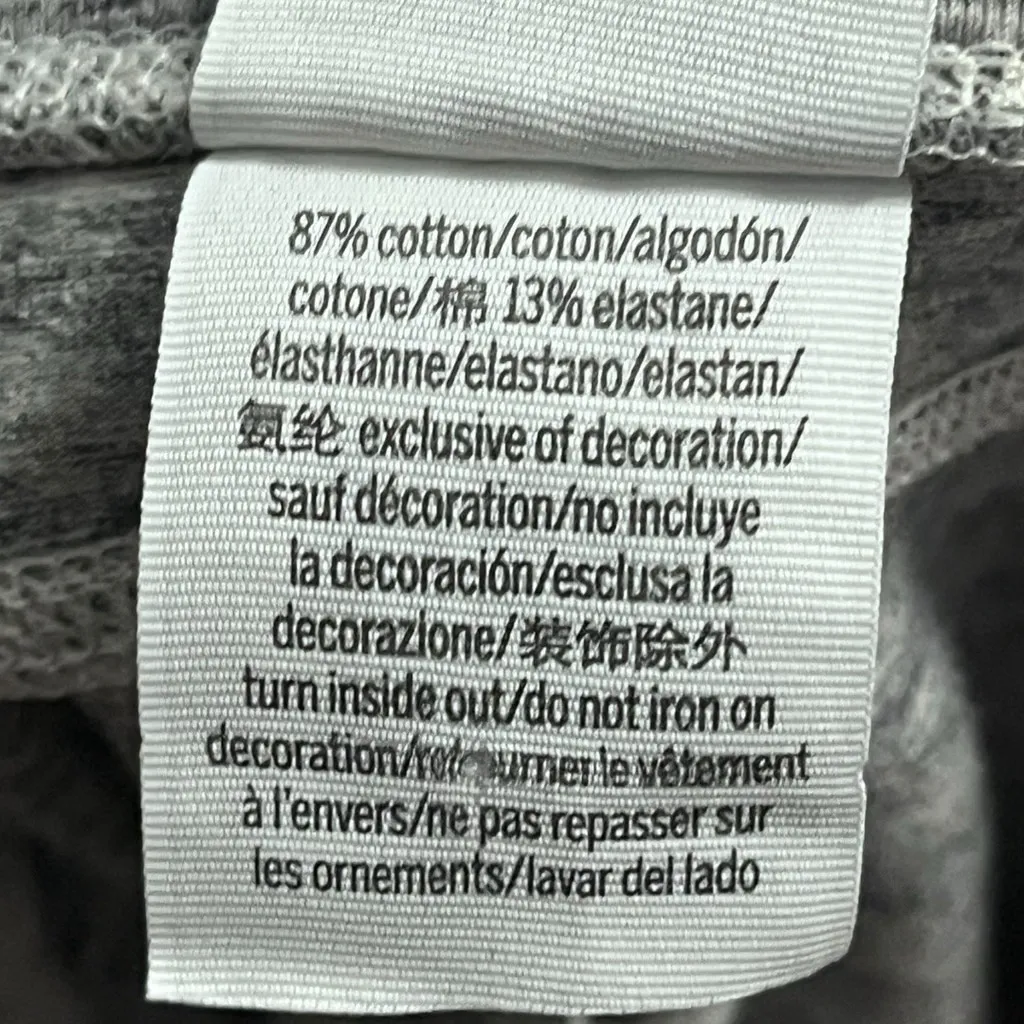 87% cotton/coton/algodón/
cotone/棉 13% elastane/
élasthanne/elastano/elastan/
氨纶 exclusive of decoration/
sauf décoration/no incluye
la decoración/esclusa la
decorazione/装饰除外
turn inside out/do not iron on
decoration/retourner le vêtement
à l'envers/ne pas repasser sur
les ornements/lavar del lado